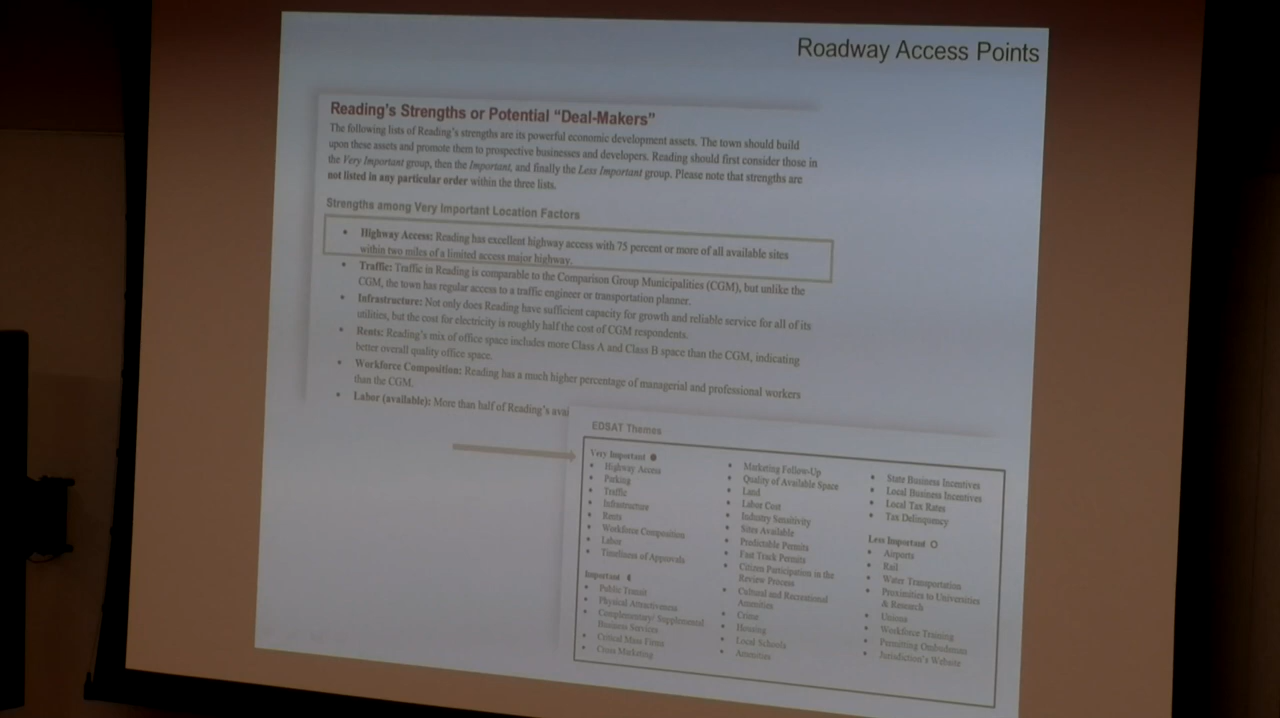 Roadway Access Points
Reading's Strengths or Potential "Deal-Makers"
The following lists of Reading's strengths are its powerful economic development assets. The town should build
upon these assets and promote them to prospective businesses and developers. Reading should first consider those in
the Very Important group, then the Important, and finally the Less Important group. Please note that strengths are
not listed in any particular order within the three lists.
Strengths among Very Important Location Factors
• Highway Access: Reading has excellent highway access with 75 percent or more of all available sites
within two miles of a limited access major highway.
• Traffic: Traffic in Reading is comparable to the Comparison Group Municipalities (CGM), but unlike the
CGM, the town has regular access to a traffic engineer or transportation planner.
• Infrastructure: Not only does Reading have sufficient capacity for growth and reliable service for all of its
utilities, but the cost for electricity is roughly half the cost of CGM respondents.
• Rents: Reading's mix of office space includes more Class A and Class B space than the CGM, indicating
better overall quality office space.
• Workforce Composition: Reading has a much higher percentage of managerial and professional workers
than the CGM.
• Labor (available): More than half of Reading's avai
EDSAT Themes
Very Important
• Highway Access
• Parking
• Traffic
• Infrastructure
• Rents
• Workforce Composition
• Labor
• Timeliness of Approvals
Important
• Public Transit
• Physical Attractiveness
• Complementary/ Supplemental
Business Services
• Critical Mass Firms
• Cross Marketing
• Marketing Follow-Up
• Quality of Available Space
• Land
• Labor Cost
• Industry Sensitivity
• Sites Available
• Predictable Permits
• Fast Track Permits
• Citizen Participation in the
Review Process
• Cultural and Recreational
Amenities
• Crime
• Housing
• Local Schools
• Amenities
• State Business Incentives
• Local Business Incentives
• Local Tax Rates
• Tax Delinquency
Less Important
• Airports
• Rail
• Water Transportation
• Proximities to Universities
& Research
• Unions
• Workforce Training
• Permitting Ombudsman
• Jurisdiction's Website